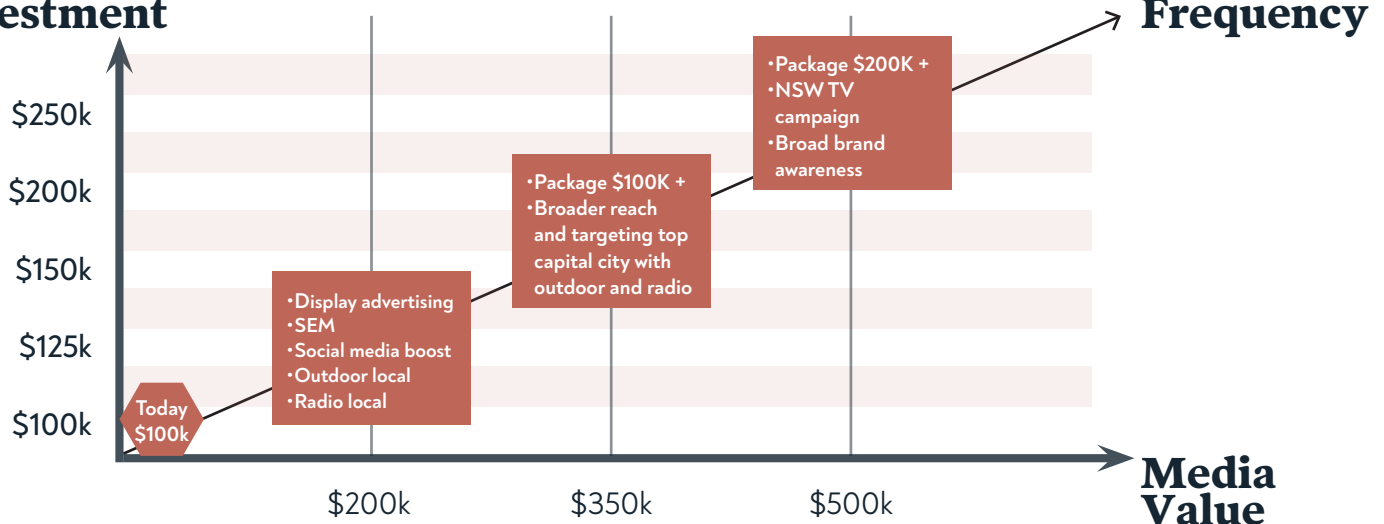 estment
Frequency
$250k
$200k
$150k
$125k
$100k
•Package $200K +
•NSW TV
campaign
•Broad brand
awareness
•Package $100K +
•Broader reach
and targeting top
capital city with
outdoor and radio
•Display advertising
•SEM
•Social media boost
•Outdoor local
•Radio local
Today
$100k
$200k
$350k
$500k
Media
Value